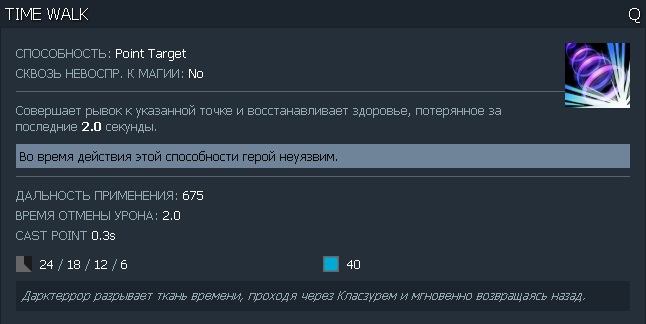 TIME WALK Q
СПОСОБНОСТЬ: Point Target
СКВОЗЬ НЕВОСПР. К МАГИИ: No
Совершает рывок к указанной точке и восстанавливает здоровье, потерянное за
последние 2.0 секунды.
Во время действия этой способности герой неуязвим.
ДАЛЬНОСТЬ ПРИМЕНЕНИЯ: 675
ВРЕМЯ ОТМЕНЫ УРОНА: 2.0
CAST POINT 0.3s
24 / 18 / 12 / 6 40
Дарктеррор разрывает ткань времени, проходя через Класзурем и мгновенно возвращаясь назад.